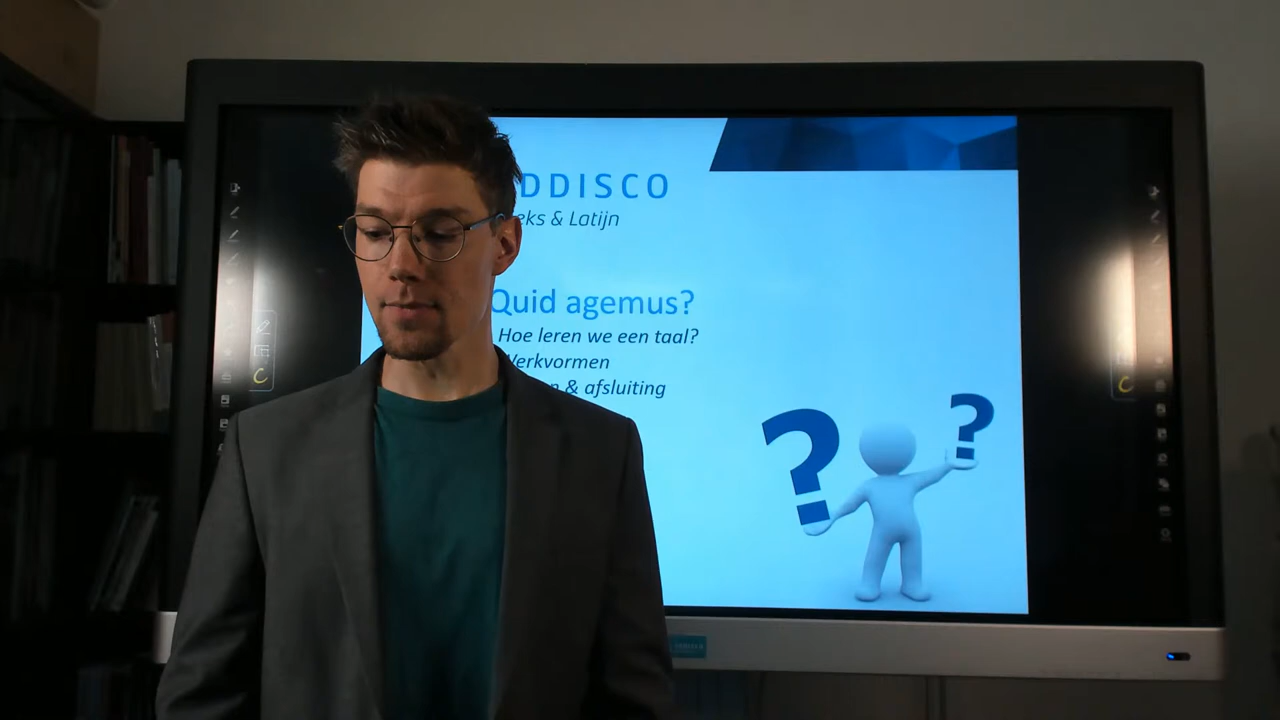 DDISCO
eks & Latijn
Quid agemus?
Hoe leren we een taal?
Werkvormen
& afsluiting
? ?